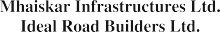 Mhaiskar Infrastructures Ltd.
Ideal Road Builders Ltd.